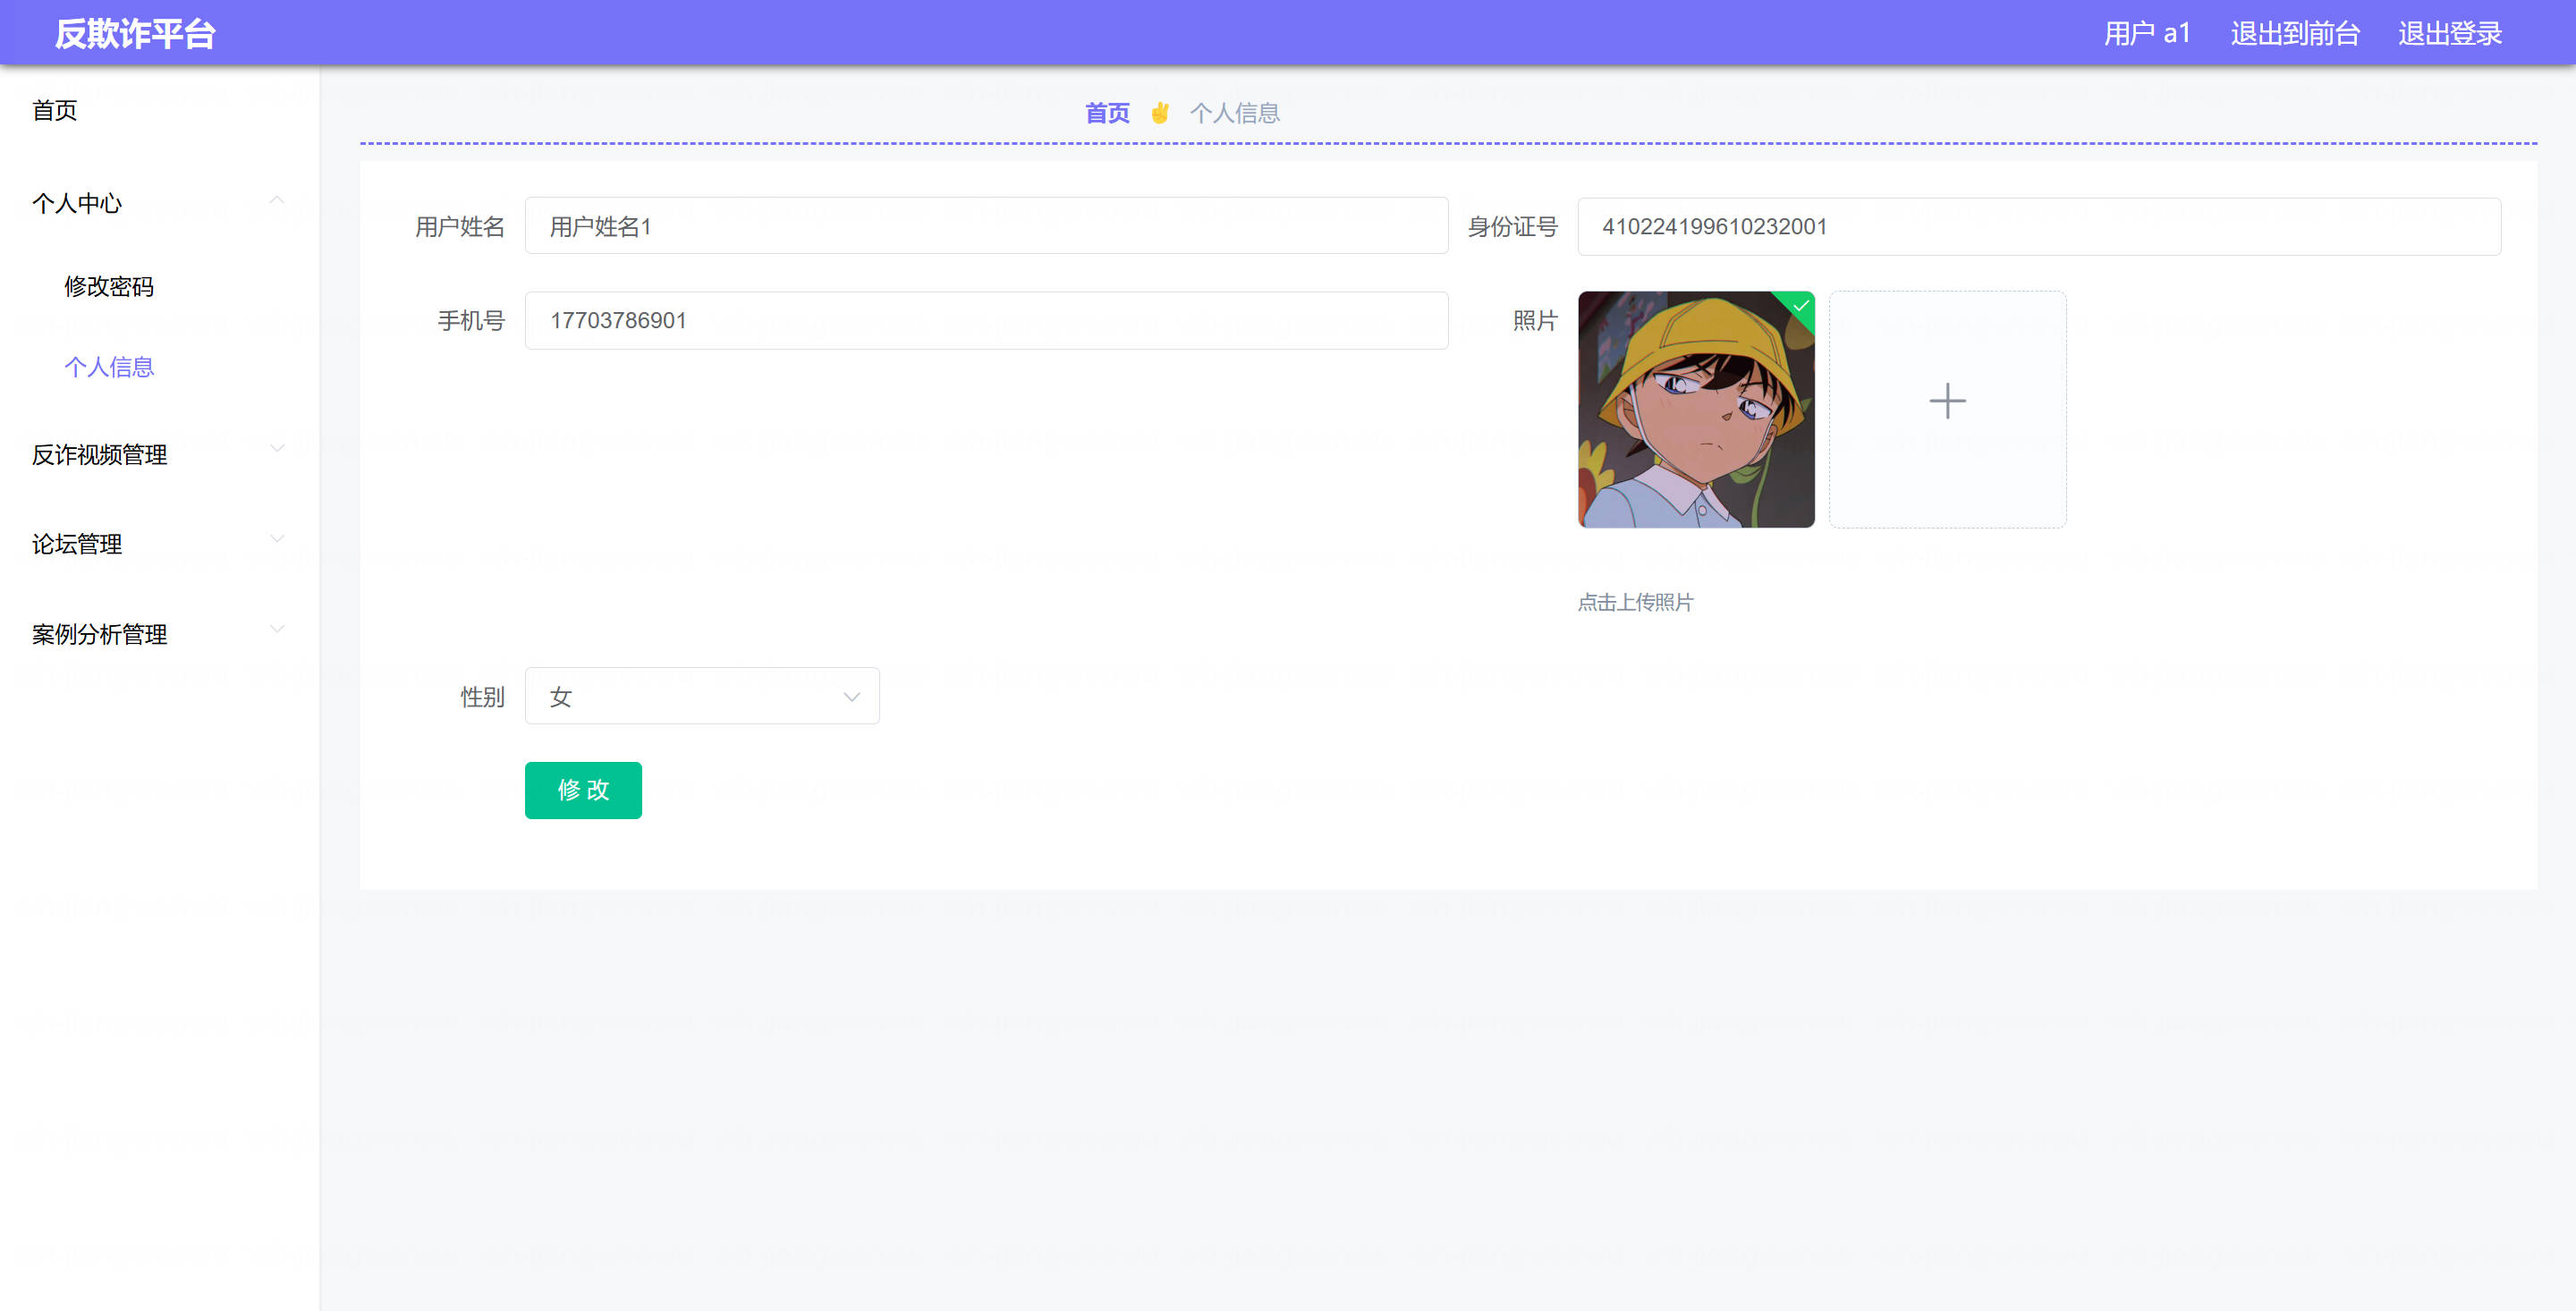 反欺诈平台
用户 a1 退出到前台 退出登录
首页
个人中心
修改密码
个人信息
反诈视频管理
论坛管理
案例分析管理
首页 ✌ 个人信息
用户姓名 用户姓名1 身份证号 410224199610232001
手机号 17703786901 照片
点击上传照片
性别 女
修 改